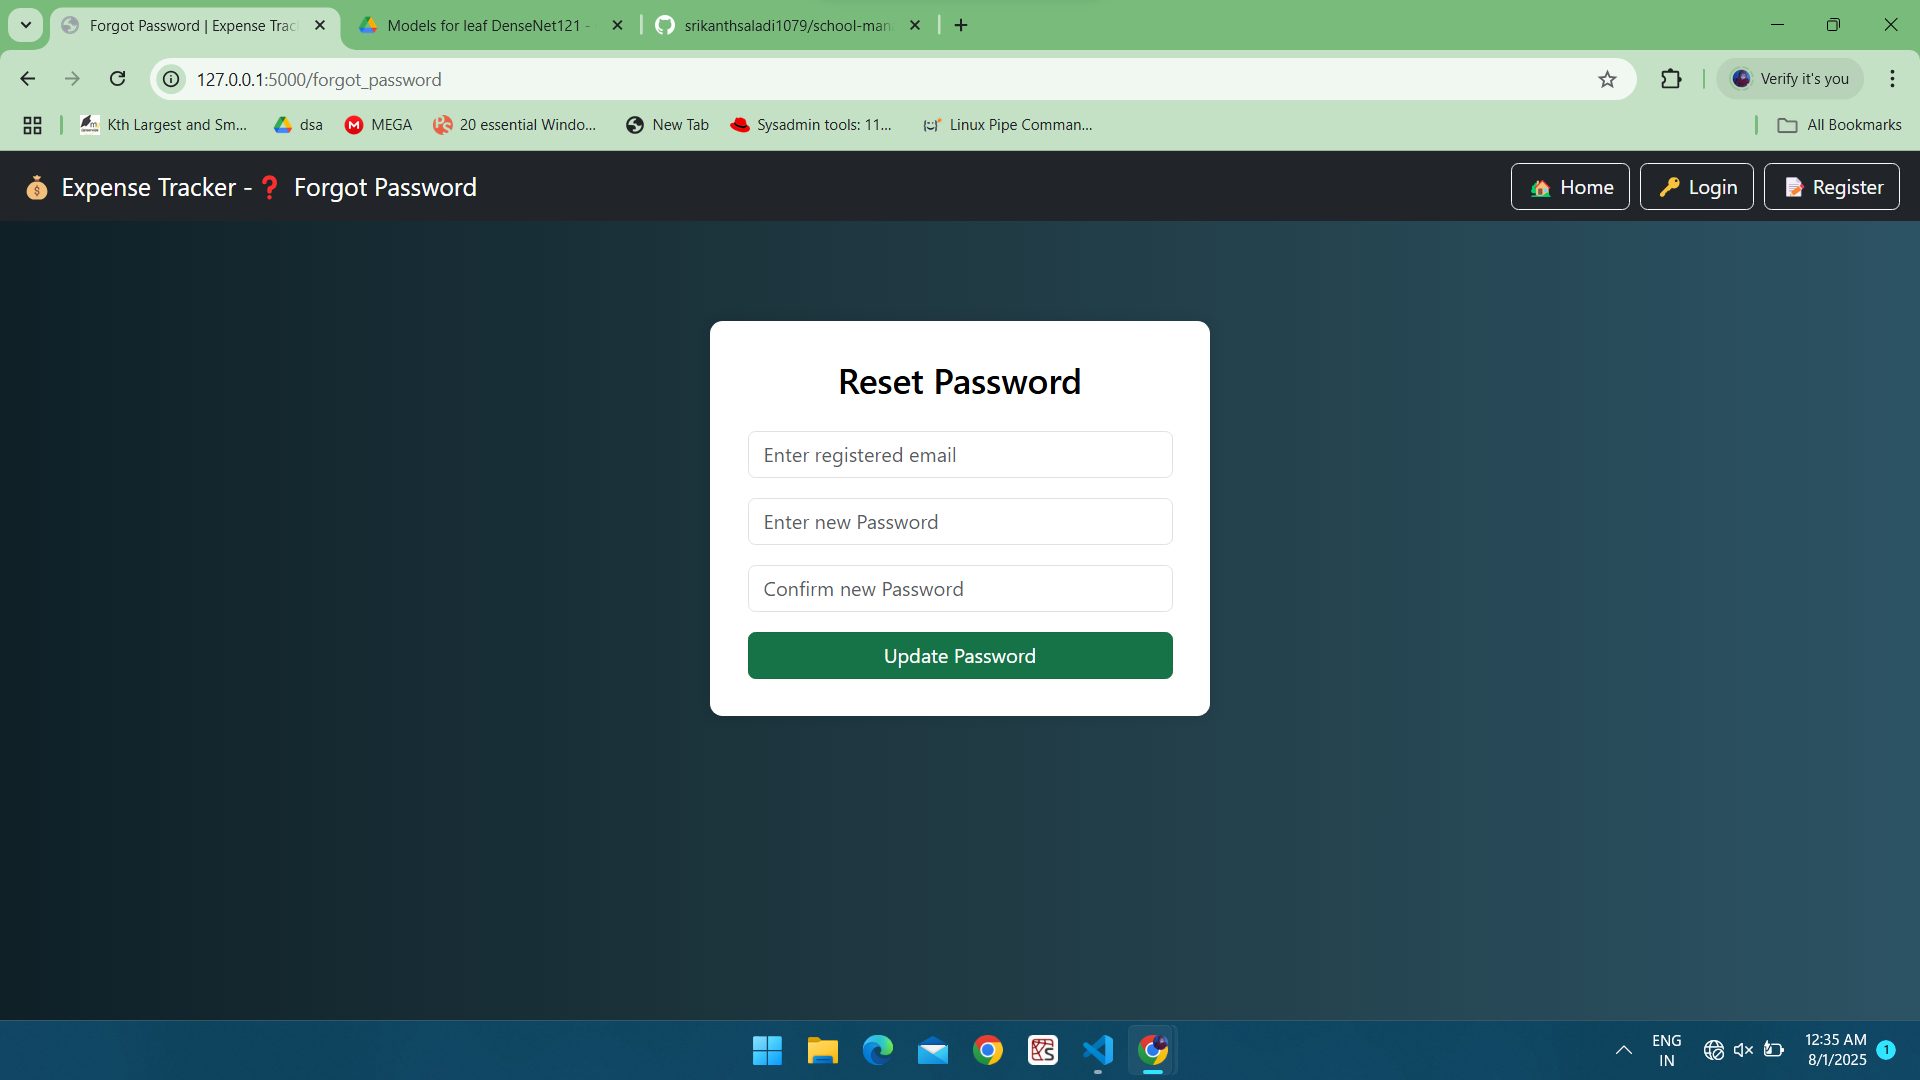 Forgot Password | Expense Trac
Models for leaf DenseNet121 -
srikanthsaladi1079/school-man
127.0.0.1:5000/forgot_password
Verify it's you
Kth Largest and Sm...
dsa
MEGA
20 essential Windo...
New Tab
Sysadmin tools: 11...
Linux Pipe Comman...
All Bookmarks
💰 Expense Tracker -❓ Forgot Password
🏡 Home
🔑 Login
📝 Register
Reset Password
Enter registered email
Enter new Password
Confirm new Password
Update Password
ENG
IN
12:35 AM
8/1/2025
1